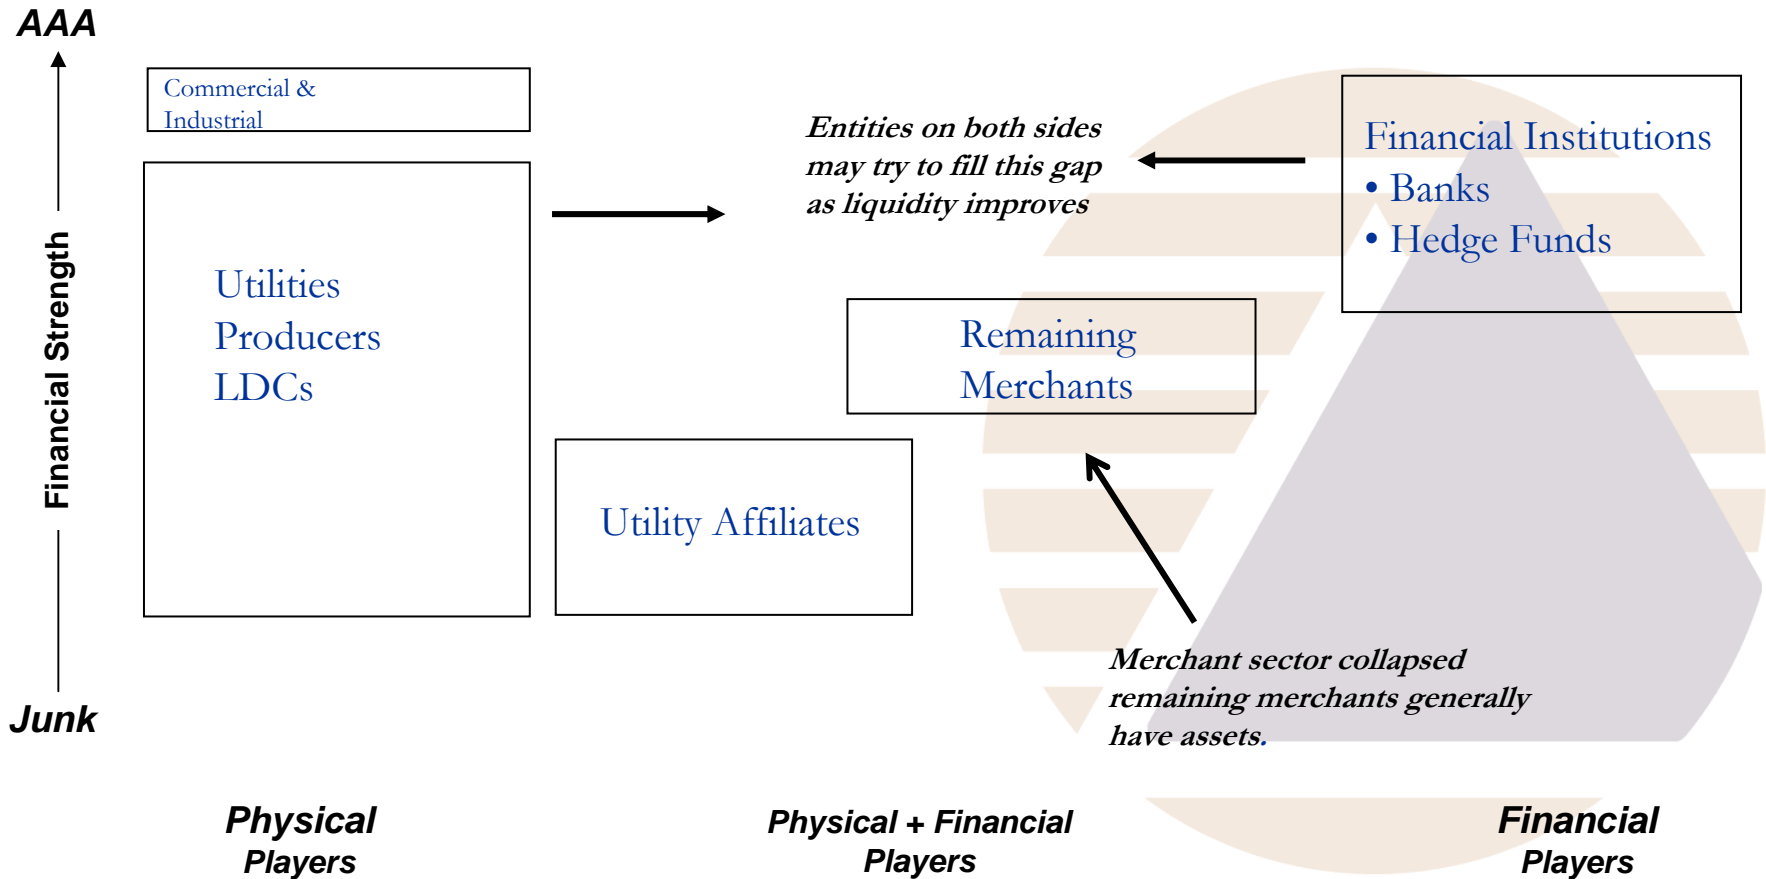 AAA
Financial Strength
Junk
Commercial &
Industrial
Utilities
Producers
LDCs
Entities on both sides
may try to fill this gap
as liquidity improves
Financial Institutions
• Banks
• Hedge Funds
Remaining
Merchants
Utility Affiliates
Merchant sector collapsed
remaining merchants generally
have assets.
Physical
Players
Physical + Financial
Players
Financial
Players